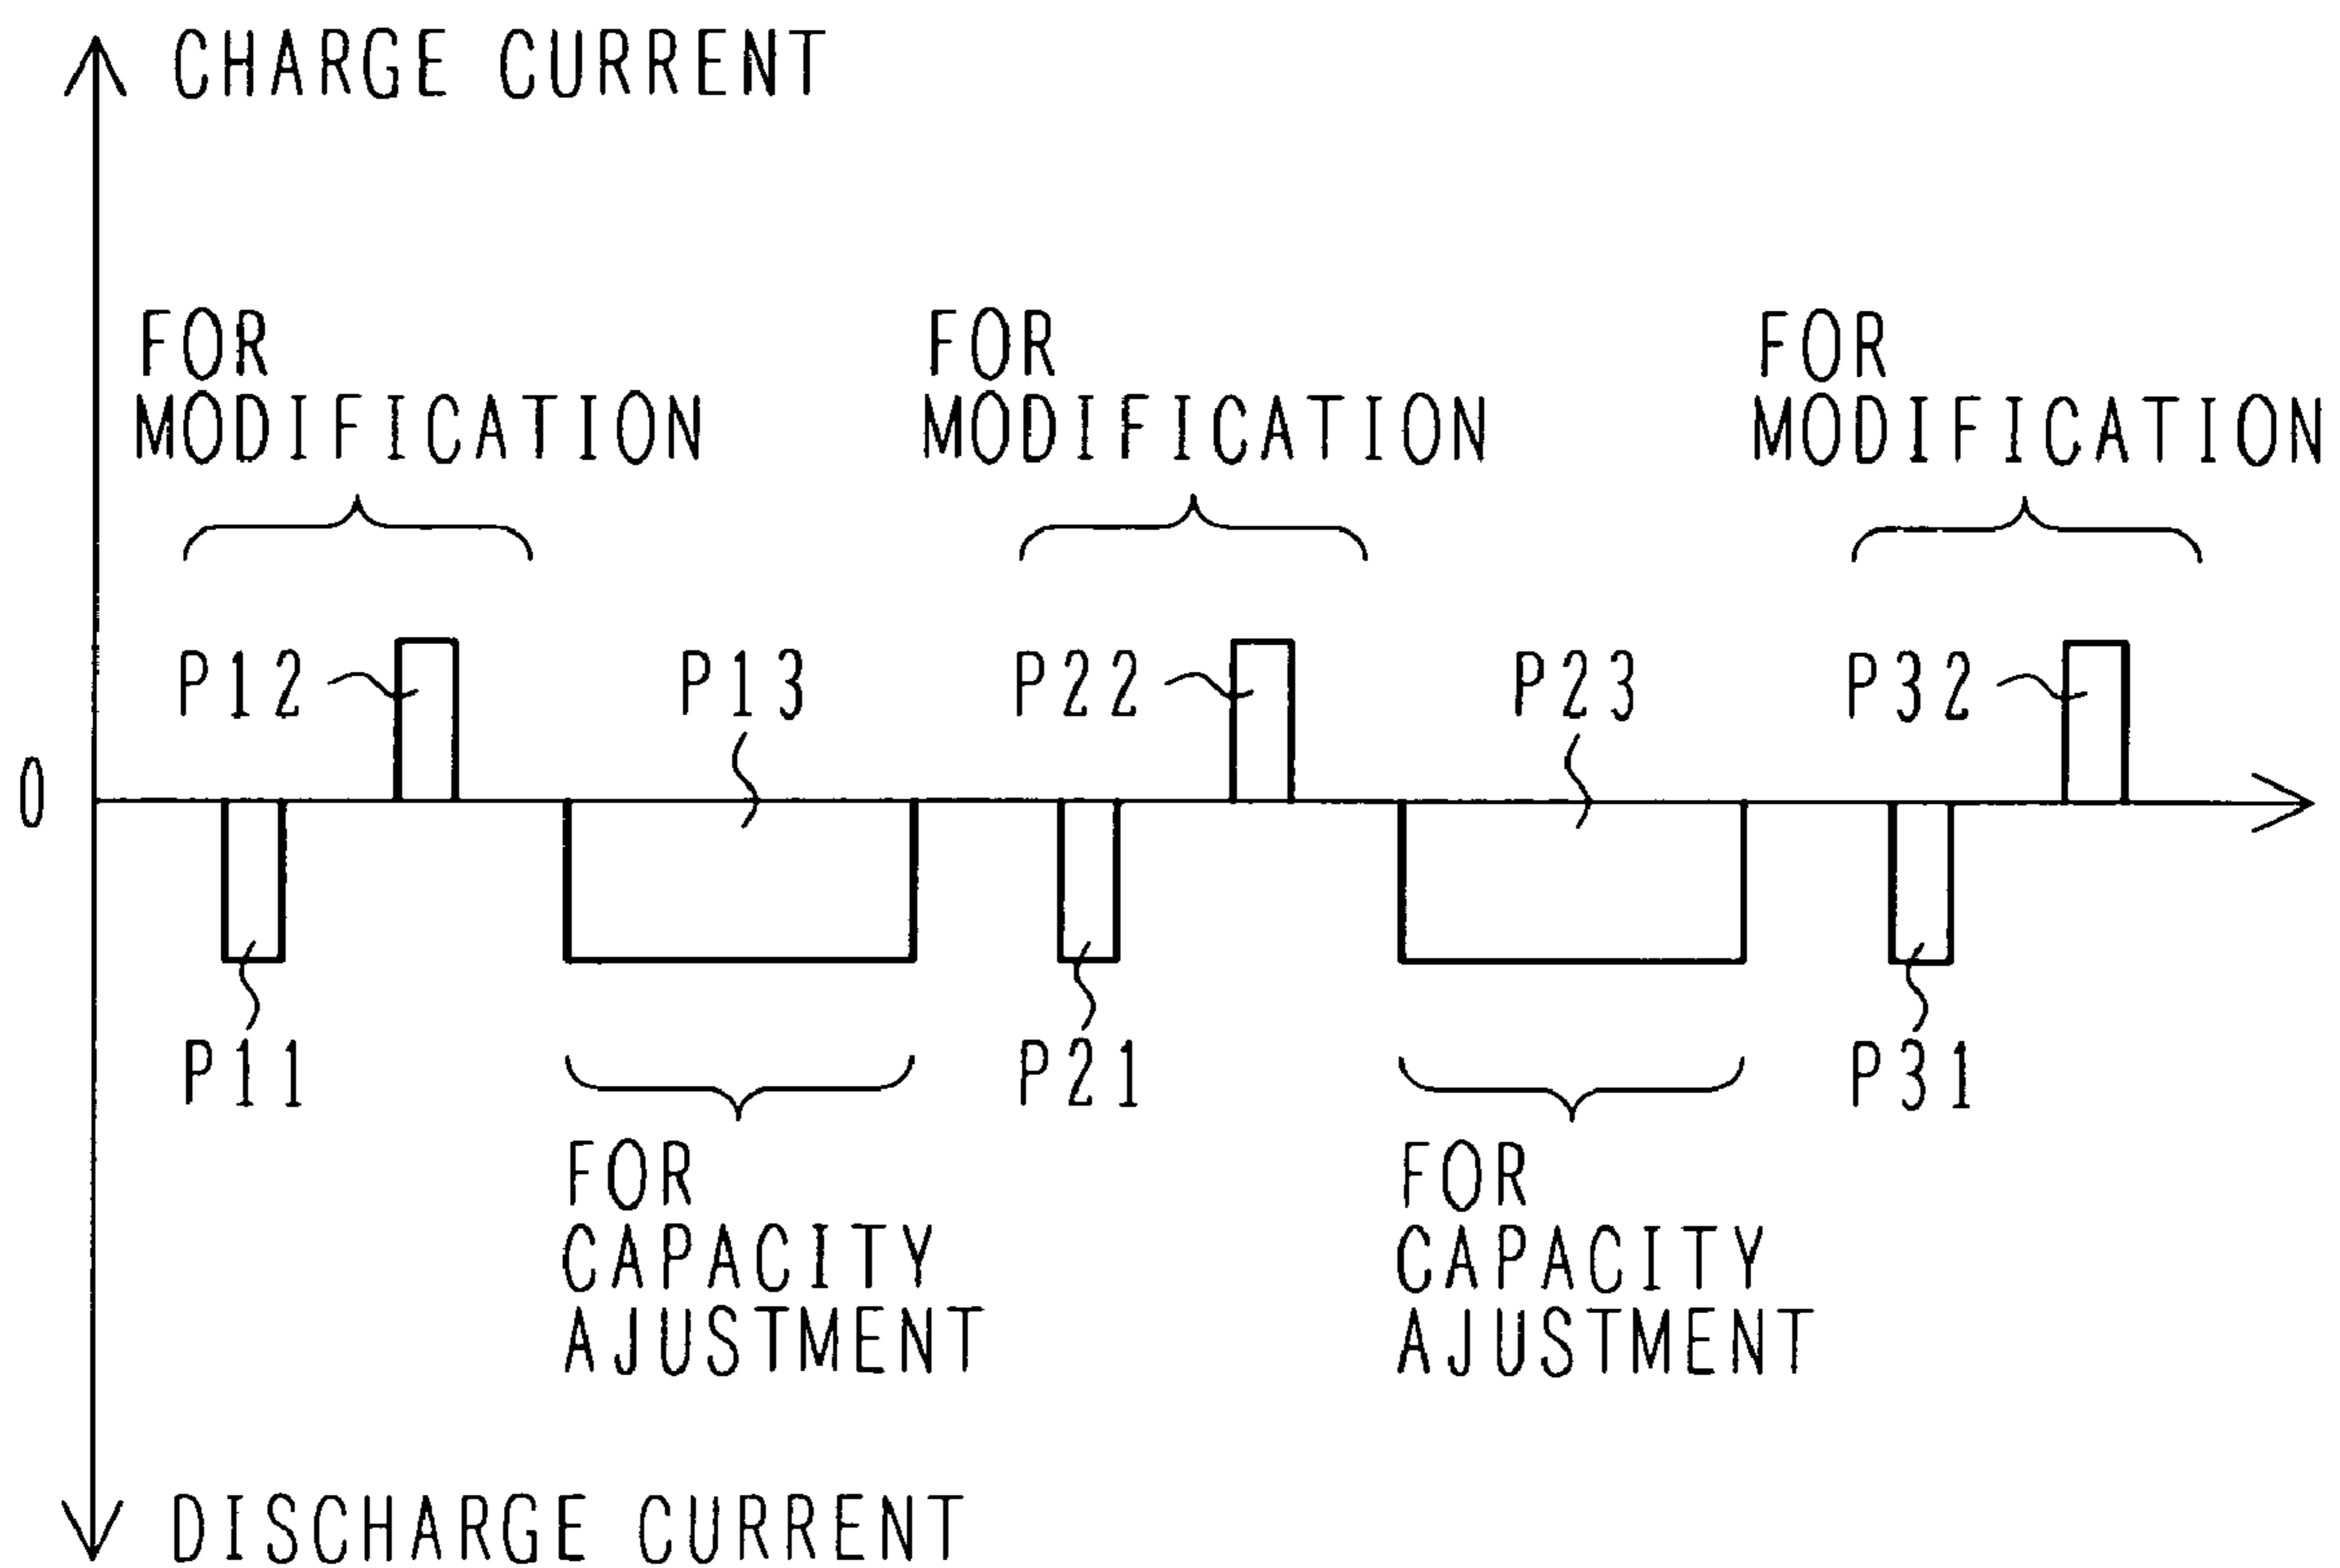 CHARGE CURRENT
FOR
MODIFICATION
FOR
MODIFICATION
FOR
MODIFICATION
P12
P13
P22
P23
P32
0
P11
P21
P31
FOR
CAPACITY
AJUSTMENT
FOR
CAPACITY
AJUSTMENT
DISCHARGE CURRENT